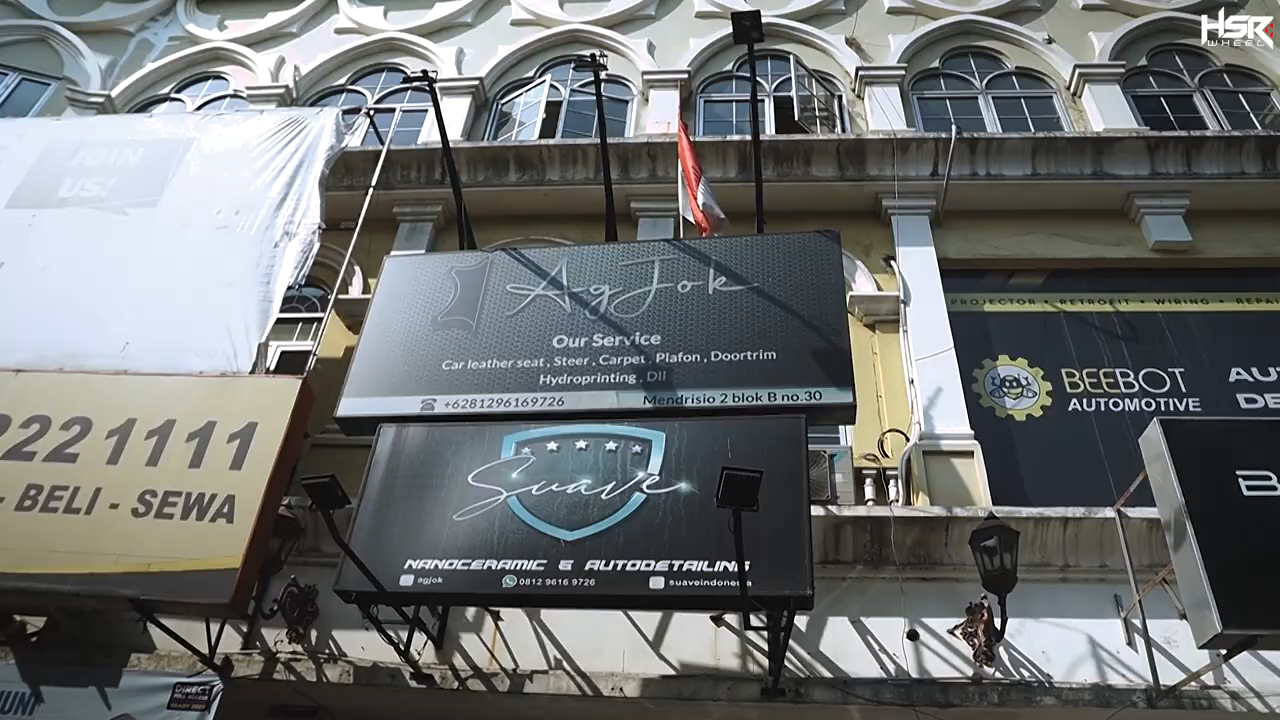 HSR
WHEEL
JOIN
US!
AgJok
Our Service
Car leather seat , Steer , Carpet , Plafon , Doortrim
Hydroprinting , Dll
+6281296169726
Mendrisio 2 blok B no.30
Suave
NANOCERAMIC & AUTODETAILING
agjok
0812 9616 9726
suaveindonesia
2221111
- BELI - SEWA
PROJECTOR • RETROFIT • WIRING • REPA
BEEBOT
AUTOMOTIVE
AU
DE
B
DIRECT